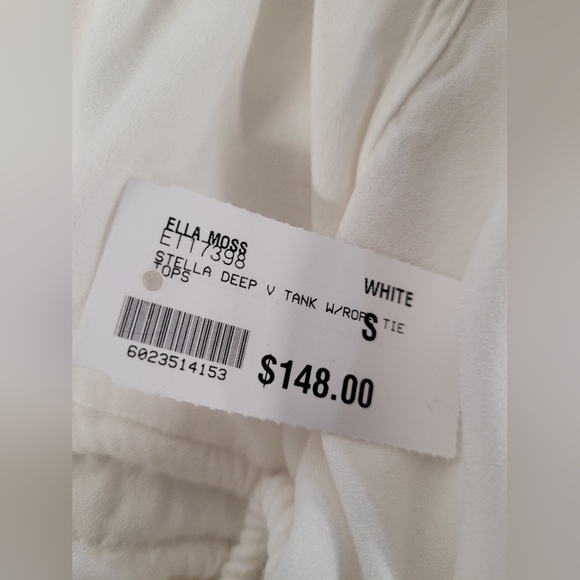 ELLA MOSS
E117398
STELLA DEEP V TANK W/ROPE TIE
TOPS
WHITE
S
6023514153
$148.00